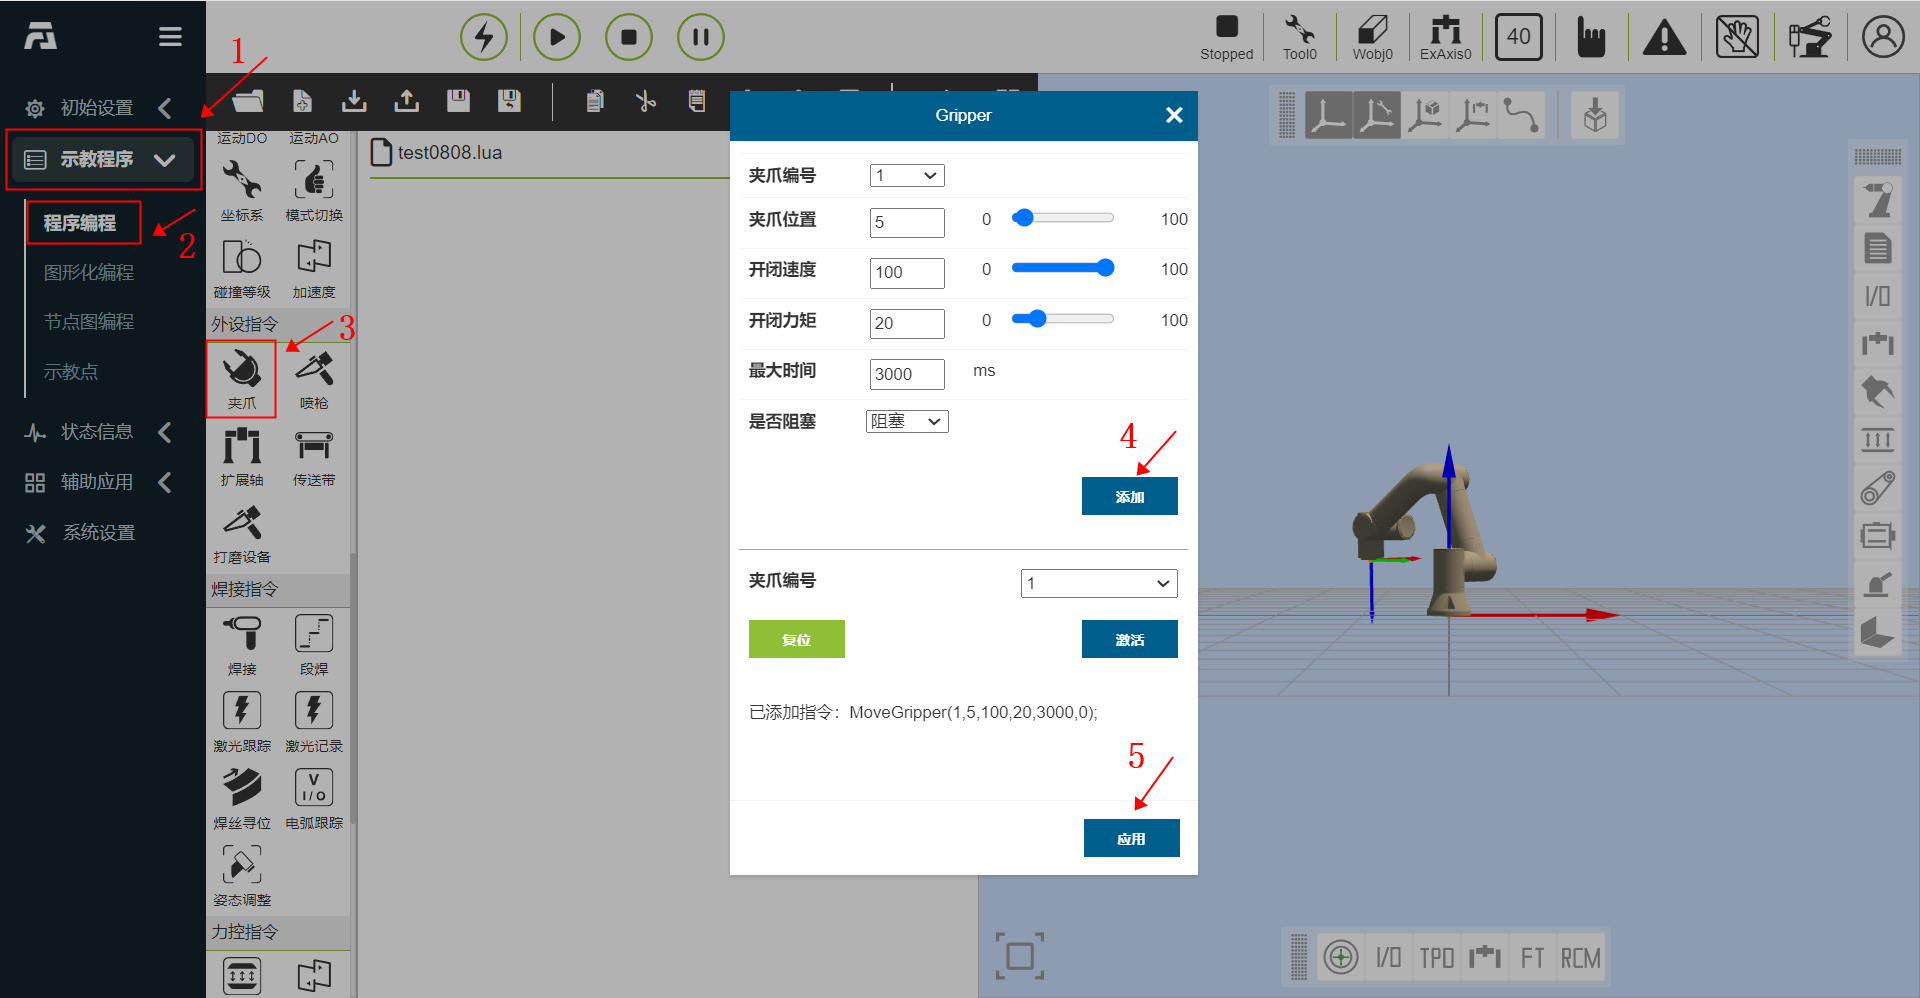 Stopped
Tool0
Wobj0
ExAxis0
40
1
初始设置
示教程序
程序编程
2
图形化编程
节点图编程
示教点
状态信息
辅助应用
系统设置
运动DO
运动AO
坐标系
模式切换
碰撞等级
加速度
外设指令
3
夹爪
喷枪
扩展轴
传送带
打磨设备
焊接指令
焊接
段焊
激光跟踪
激光记录
V
I/O
焊丝寻位
电弧跟踪
姿态调整
力控指令
test0808.lua
Gripper
夹爪编号
1
夹爪位置
5
0
100
开闭速度
100
0
100
开闭力矩
20
0
100
最大时间
3000
ms
是否阻塞
阻塞
4
添加
夹爪编号
1
复位
激活
已添加指令：MoveGripper(1,5,100,20,3000,0);
5
应用
I/O
I/O
TPD
FT
RCM